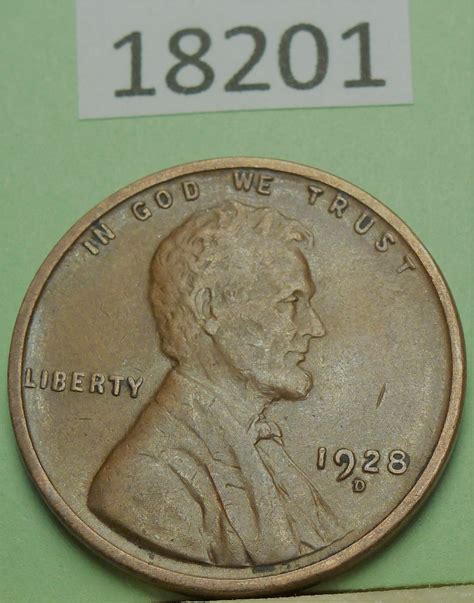 18201
IN GOD WE TRUST
LIBERTY
1928
D